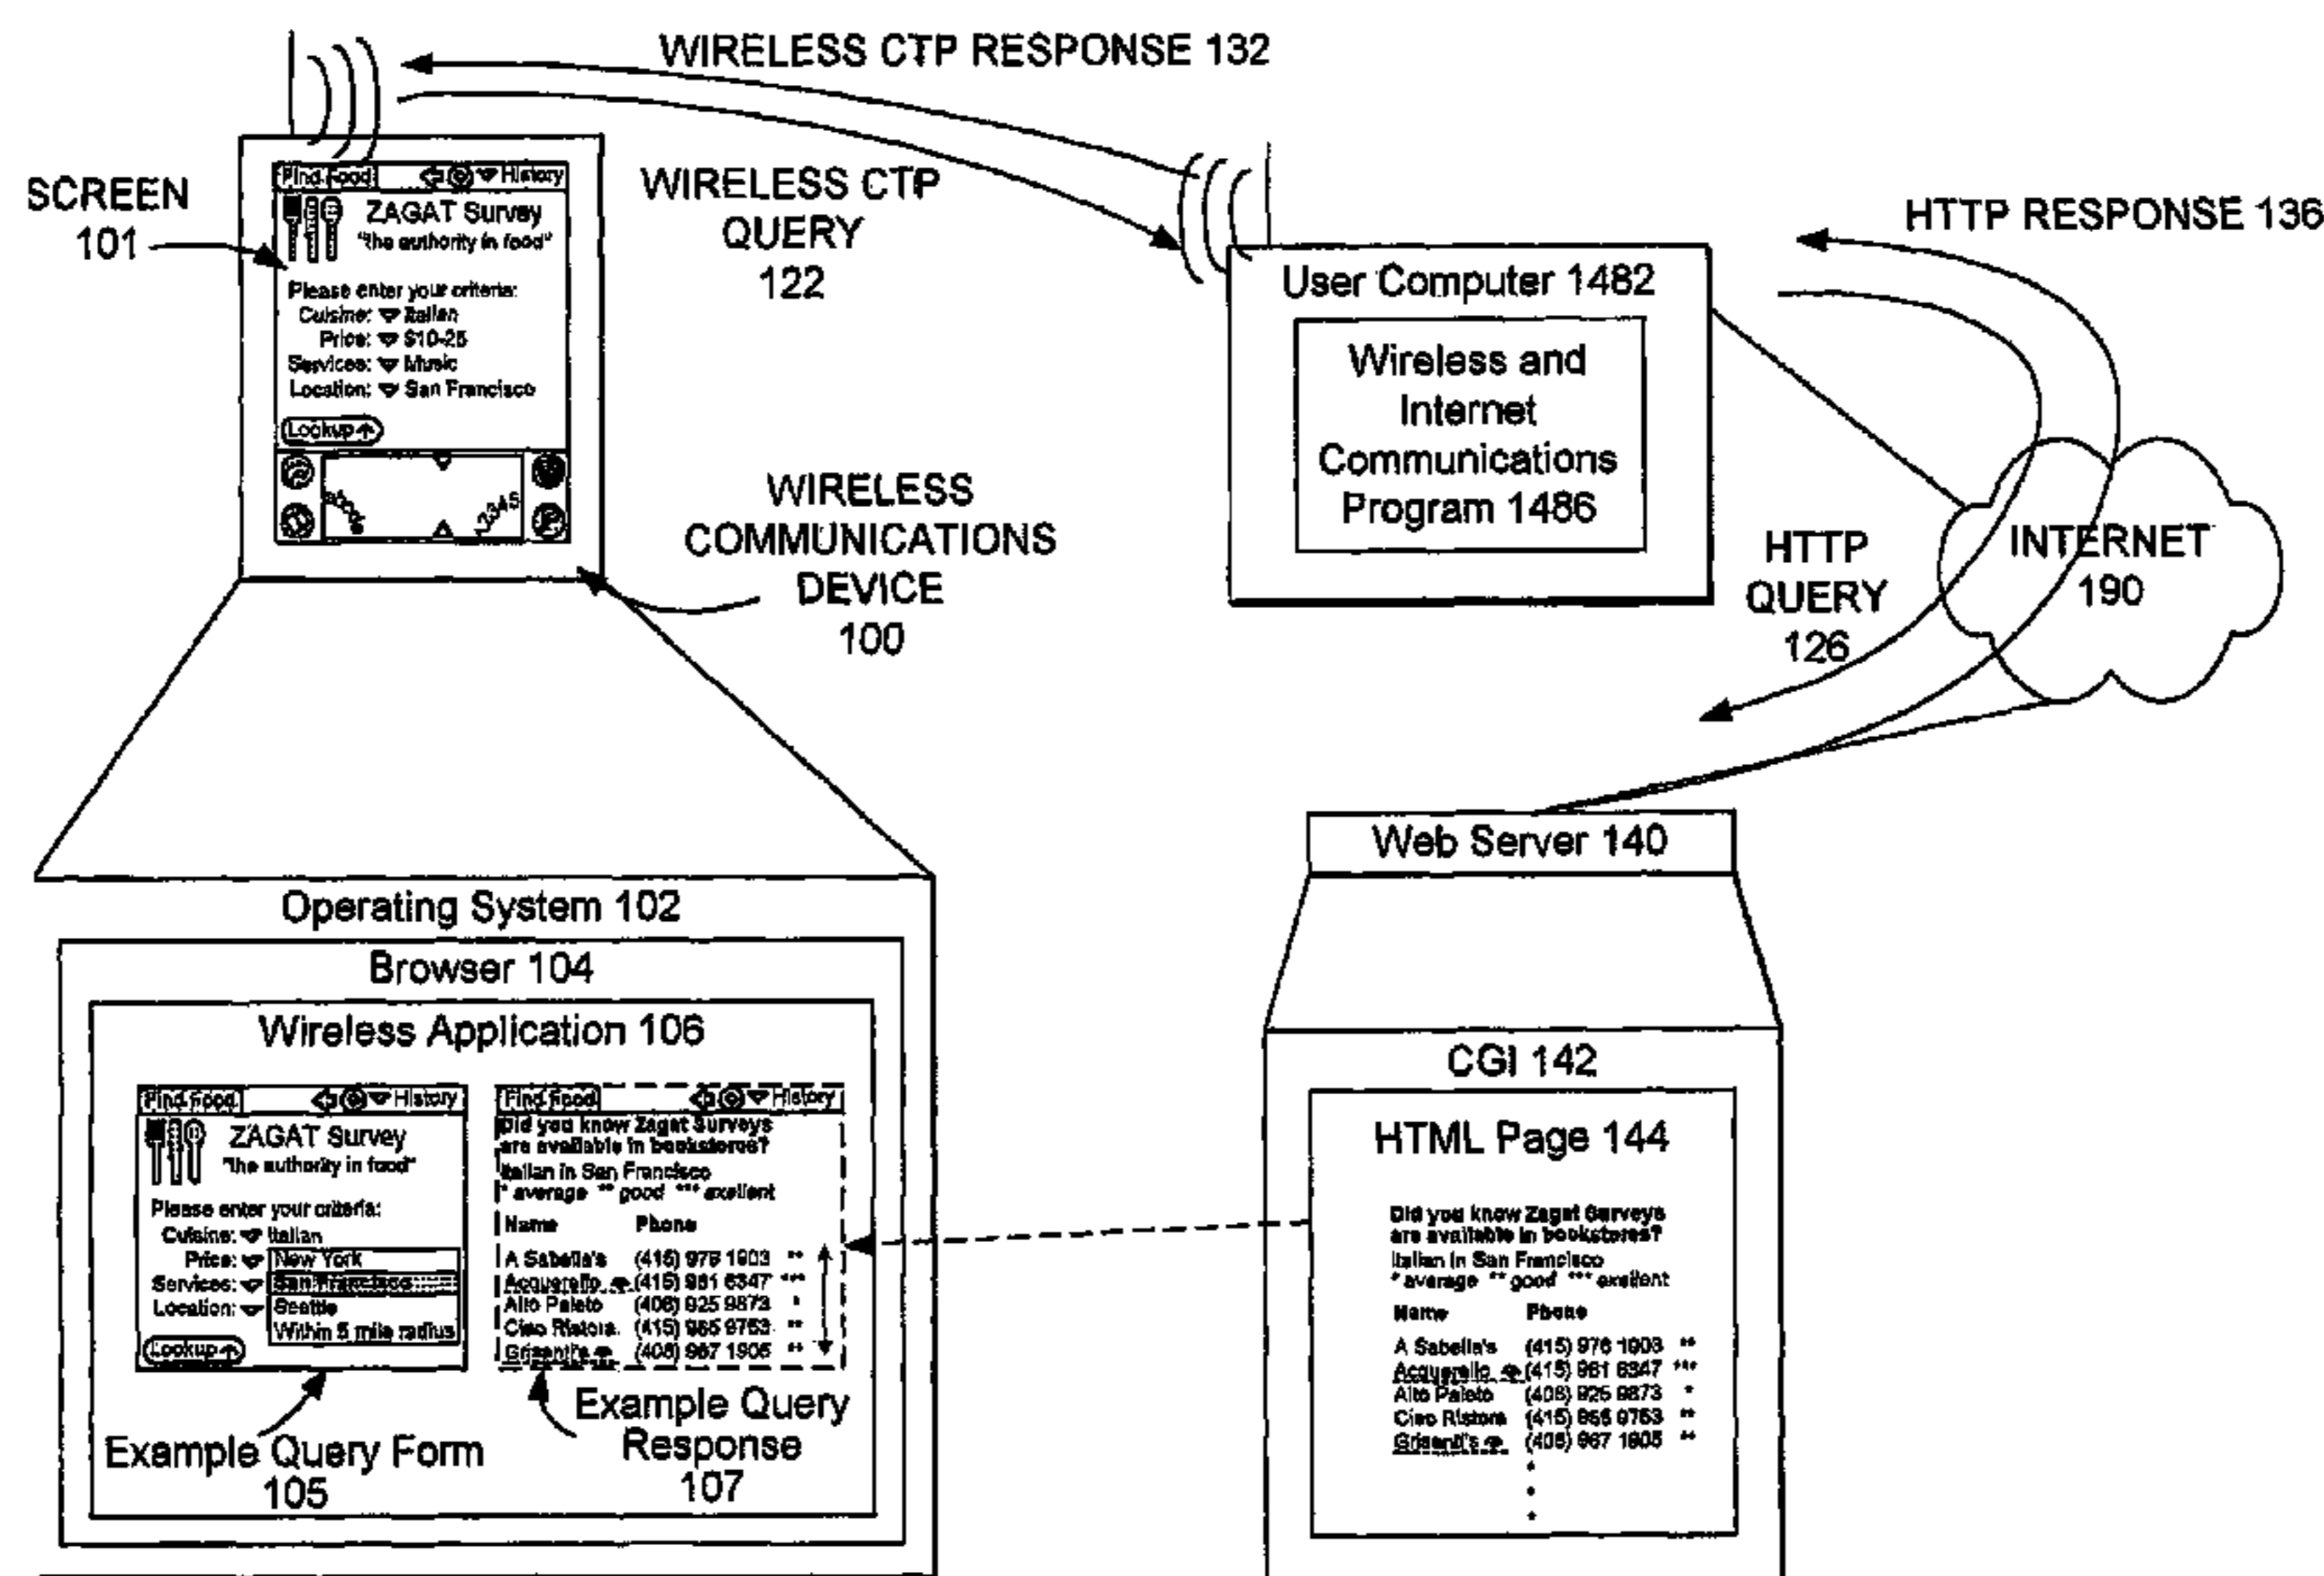 WIRELESS CTP RESPONSE 132
SCREEN
101
Find Food
History
ZAGAT Survey
"the authority in food"
Please enter your criteria:
Cuisine: Italian
Price: $10-25
Services: Music
Location: San Francisco
Lookup
abcde
12345
WIRELESS CTP
QUERY
122
WIRELESS
COMMUNICATIONS
DEVICE
100
User Computer 1482
Wireless and
Internet
Communications
Program 1486
HTTP RESPONSE 136
HTTP
QUERY
126
INTERNET
190
Operating System 102
Browser 104
Wireless Application 106
Find Food
History
ZAGAT Survey
"the authority in food"
Please enter your criteria:
Cuisine: Italian
Price: New York
Services: San Francisco
Location: Seattle
Within 5 mile radius
Lookup
Example Query Form
105
Find Food
History
Did you know Zagat Surveys
are available in bookstores?
Italian in San Francisco
* average ** good *** exellent
Name Phone
A Sabella's (415) 976 1903 **
Acquerello (415) 961 6347 ***
Alto Paleto (408) 925 9873 *
Ciao Ristora. (415) 965 9753 **
Grisanti's (408) 967 1905 **
Example Query
Response
107
Web Server 140
CGI 142
HTML Page 144
Did you know Zagat Surveys
are available in bookstores?
Italian in San Francisco
* average ** good *** exellent
Name Phone
A Sabella's (415) 976 1903 **
Acquerello (415) 961 6347 ***
Alto Paleto (408) 925 9873 *
Ciao Ristora (415) 965 9753 **
Grisanti's (408) 967 1905 **